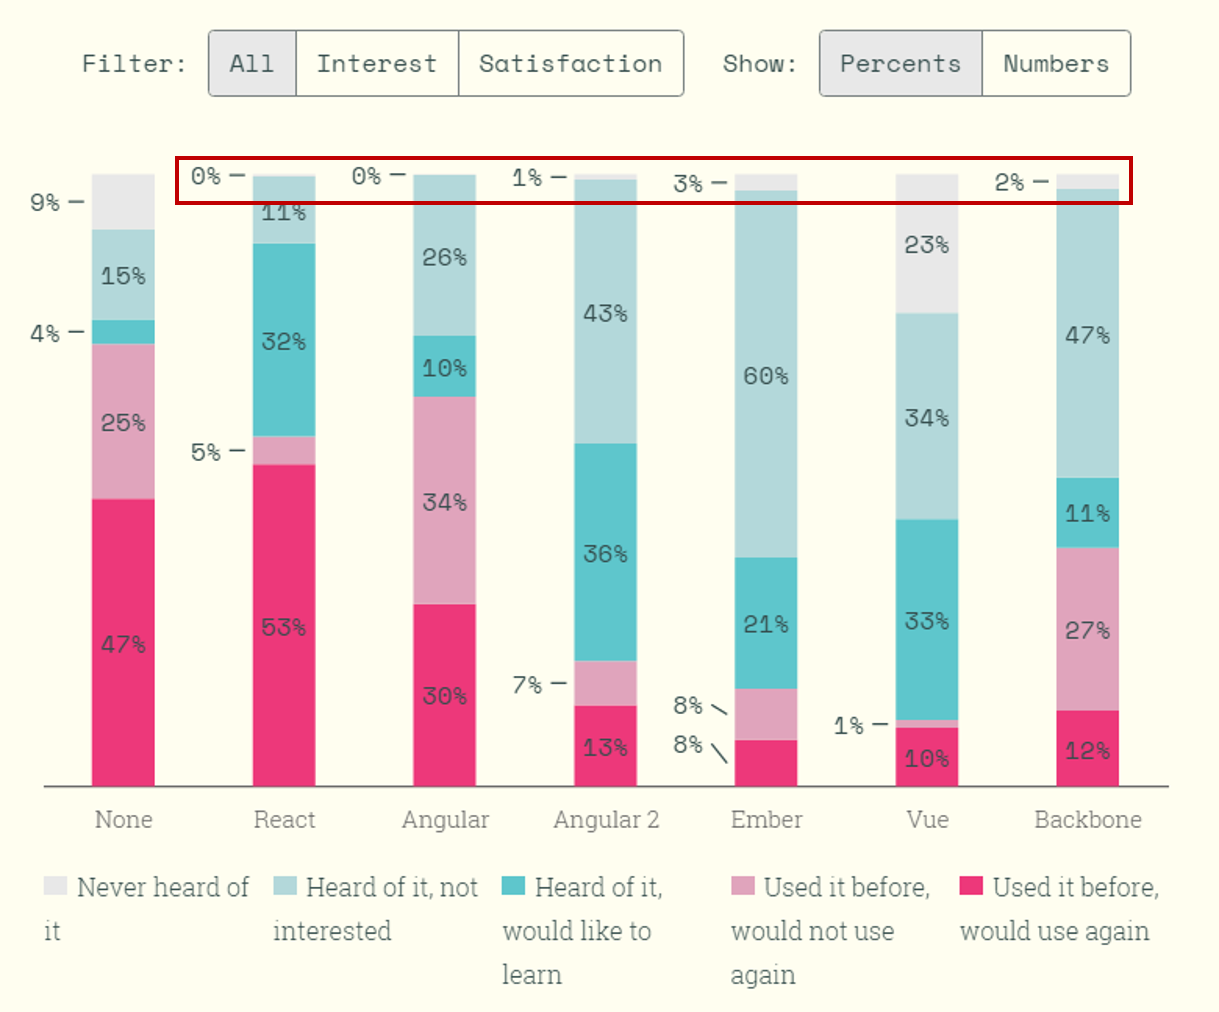 Filter: All Interest Satisfaction Show: Percents Numbers
0% 0% 1% 3% 2%
9% 11% 23%
15% 26% 43% 60% 34% 47%
4% 32% 10%
25% 5% 34% 36% 21% 33% 11%
47% 53% 30% 7% 8% 1% 27%
13% 8% 10% 12%
None React Angular Angular 2 Ember Vue Backbone
Never heard of it
Heard of it, not interested
Heard of it, would like to learn
Used it before, would not use again
Used it before, would use again